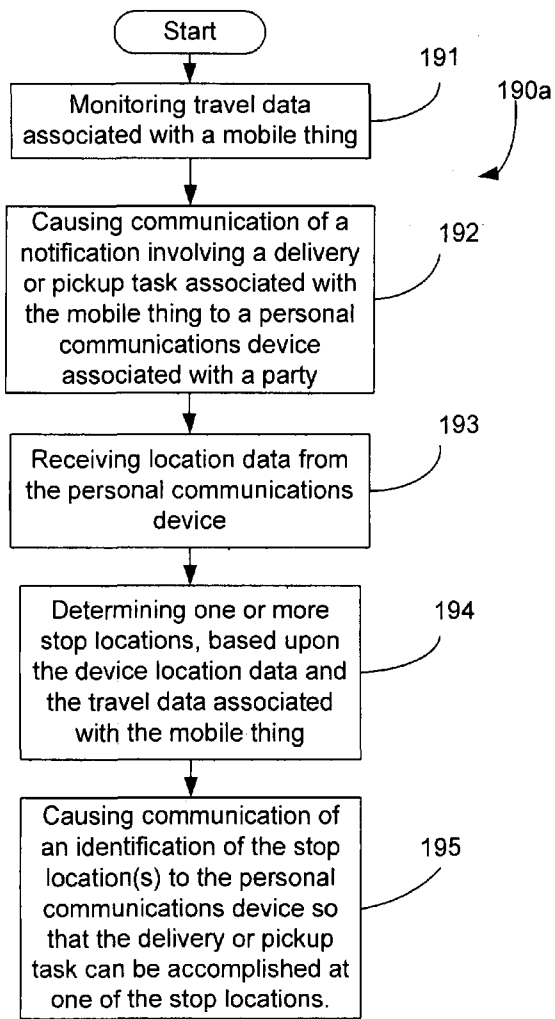 Start
191
190a
Monitoring travel data
associated with a mobile thing
192
Causing communication of a
notification involving a delivery
or pickup task associated with
the mobile thing to a personal
communications device
associated with a party
193
Receiving location data from
the personal communications
device
194
Determining one or more
stop locations, based upon
the device location data and
the travel data associated
with the mobile thing
195
Causing communication of
an identification of the stop
location(s) to the personal
communications device so
that the delivery or pickup
task can be accomplished at
one of the stop locations.